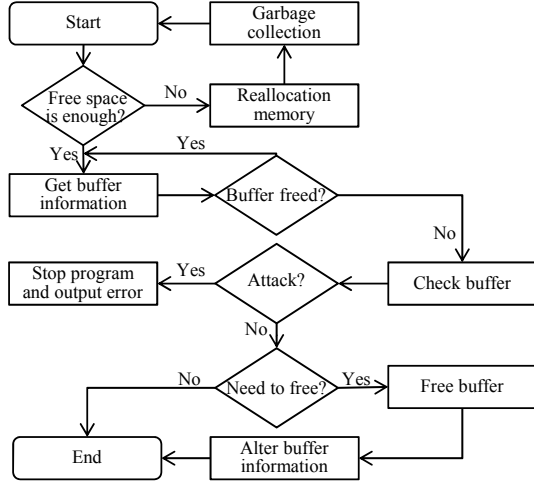 Start
Garbage
collection
Free space
is enough?
No
Reallocation
memory
Yes
Yes
Get buffer
information
Buffer freed?
No
Stop program
and output error
Yes
Attack?
Check buffer
No
No
Need to free?
Yes
Free buffer
End
Alter buffer
information